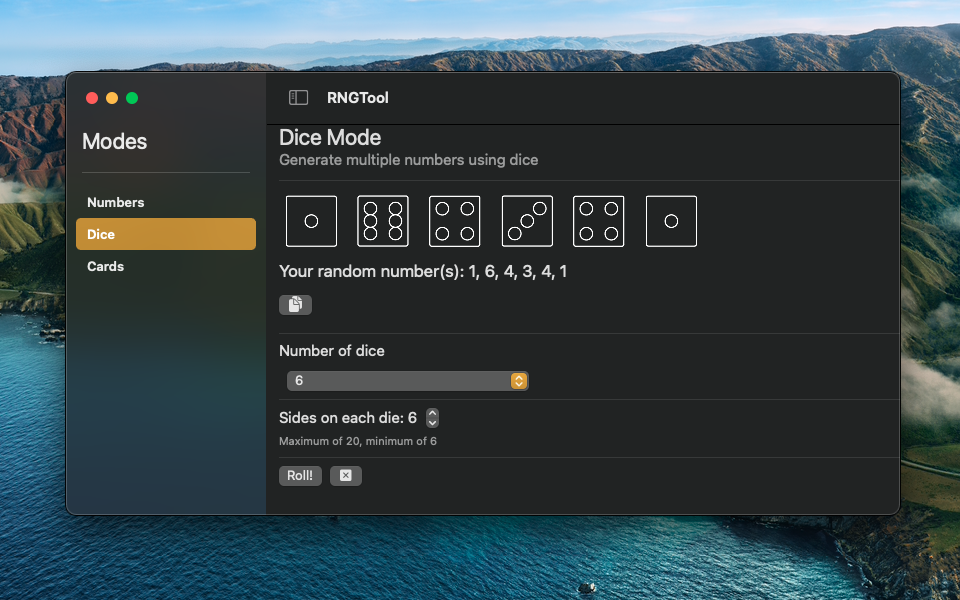 RNGTool
Modes
Numbers
Dice
Cards
Dice Mode
Generate multiple numbers using dice
Your random number(s): 1, 6, 4, 3, 4, 1
Number of dice
6
Sides on each die: 6
Maximum of 20, minimum of 6
Roll!